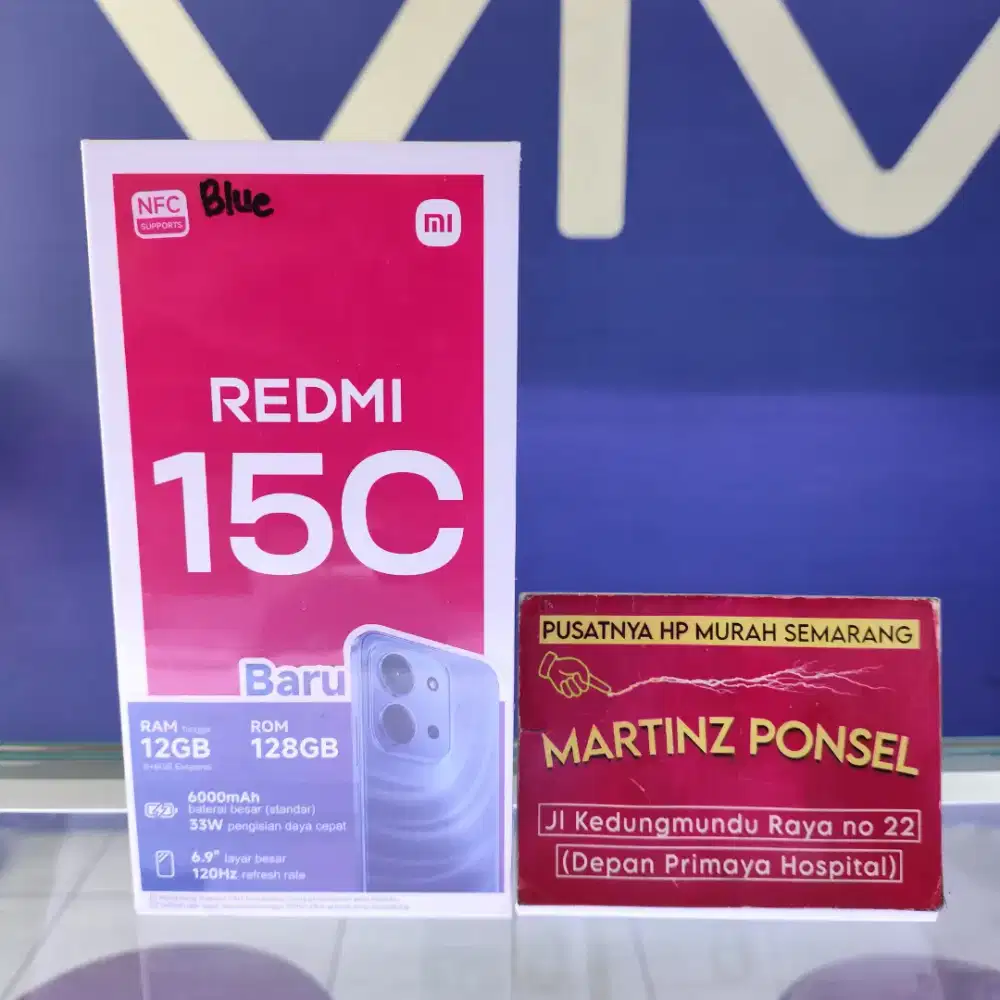 NFC
SUPPORTS
Blue
mi
REDMI
15C
Baru
RAM hingga
12GB
ROM
128GB
6000mAh
baterai besar (standar)
33W pengisian daya cepat
6.9" layar besar
120Hz refresh rate
PUSATNYA HP MURAH SEMARANG
MARTINZ PONSEL
Jl Kedungmundu Raya no 22
(Depan Primaya Hospital)